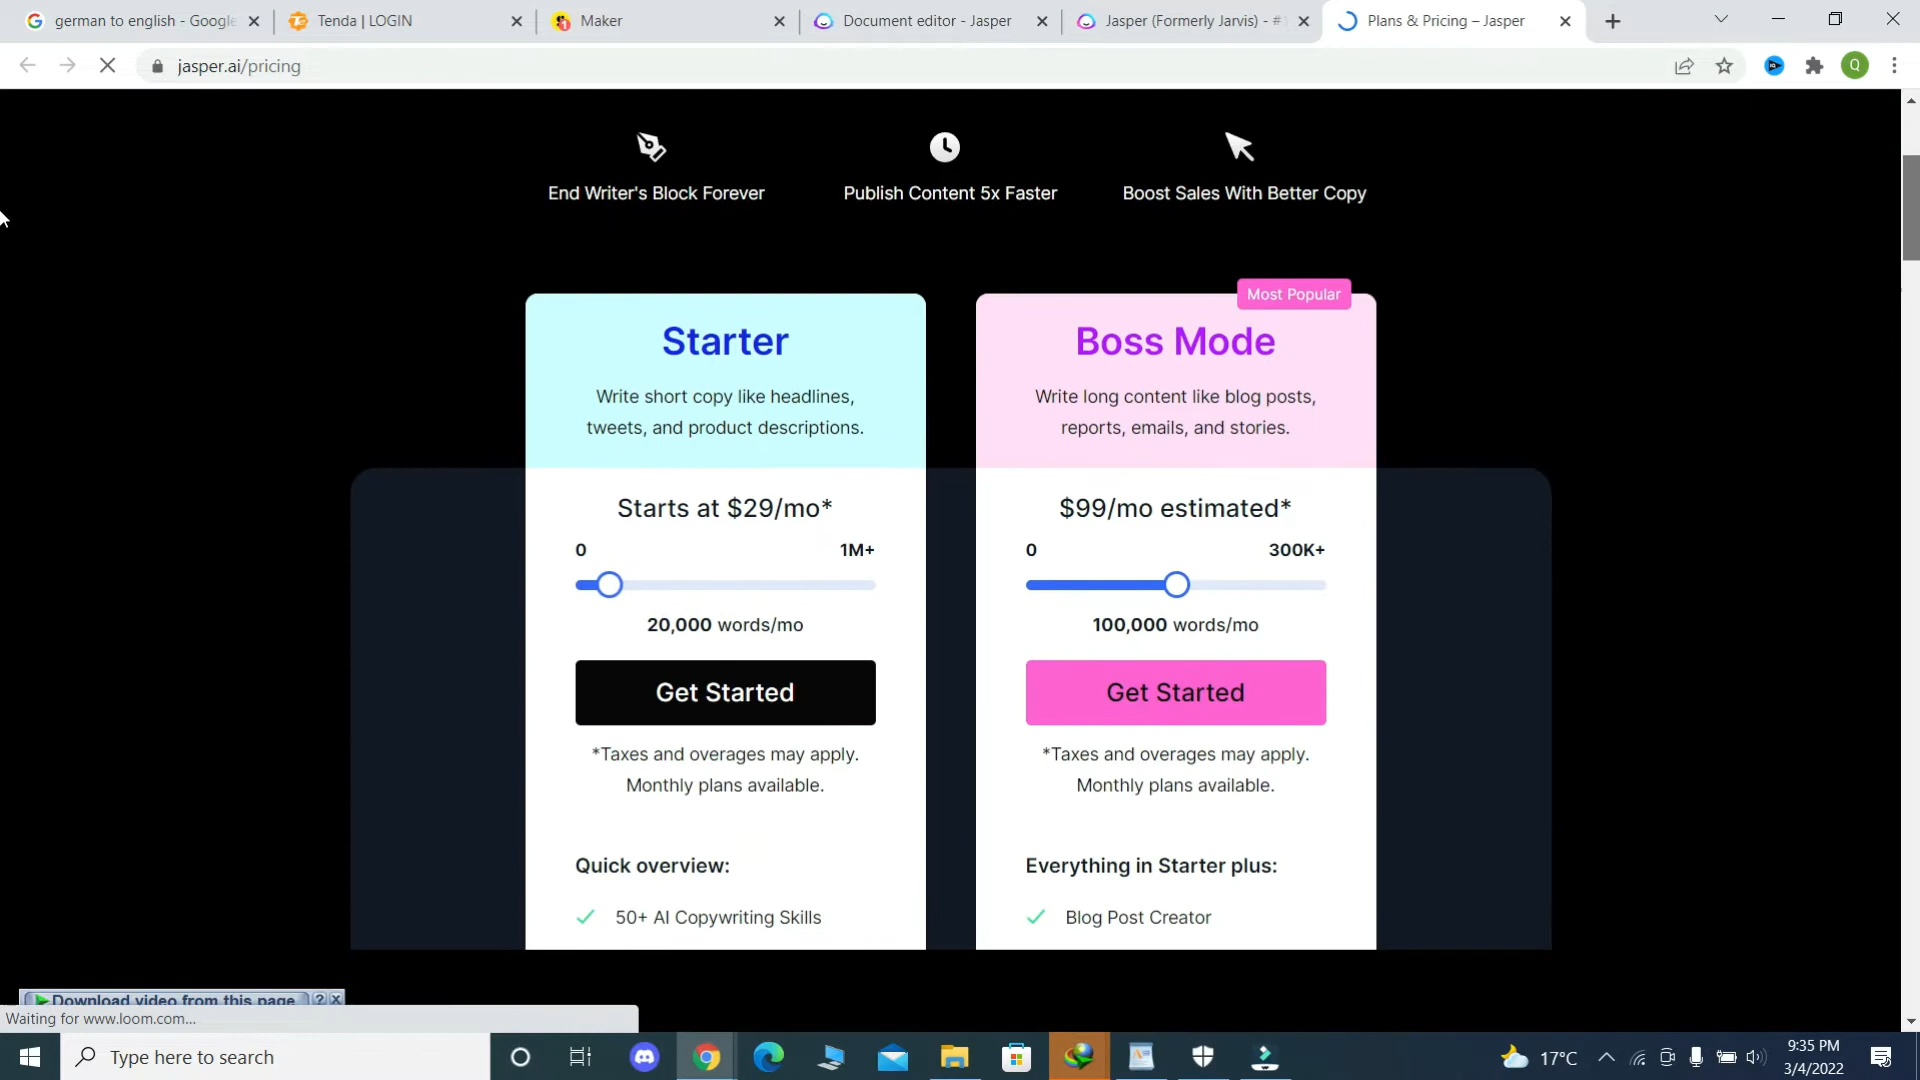 german to english - Google
Tenda | LOGIN
Maker
Document editor - Jasper
Jasper (Formerly Jarvis) - #
Plans & Pricing – Jasper
jasper.ai/pricing
Q
End Writer's Block Forever
Publish Content 5x Faster
Boost Sales With Better Copy
Most Popular
Starter
Write short copy like headlines,
tweets, and product descriptions.
Starts at $29/mo*
0 1M+
20,000 words/mo
Get Started
*Taxes and overages may apply.
Monthly plans available.
Quick overview:
50+ AI Copywriting Skills
Boss Mode
Write long content like blog posts,
reports, emails, and stories.
$99/mo estimated*
0 300K+
100,000 words/mo
Get Started
*Taxes and overages may apply.
Monthly plans available.
Everything in Starter plus:
Blog Post Creator
Download video from this page ?
Waiting for www.loom.com...
Type here to search
17°C
9:35 PM
3/4/2022